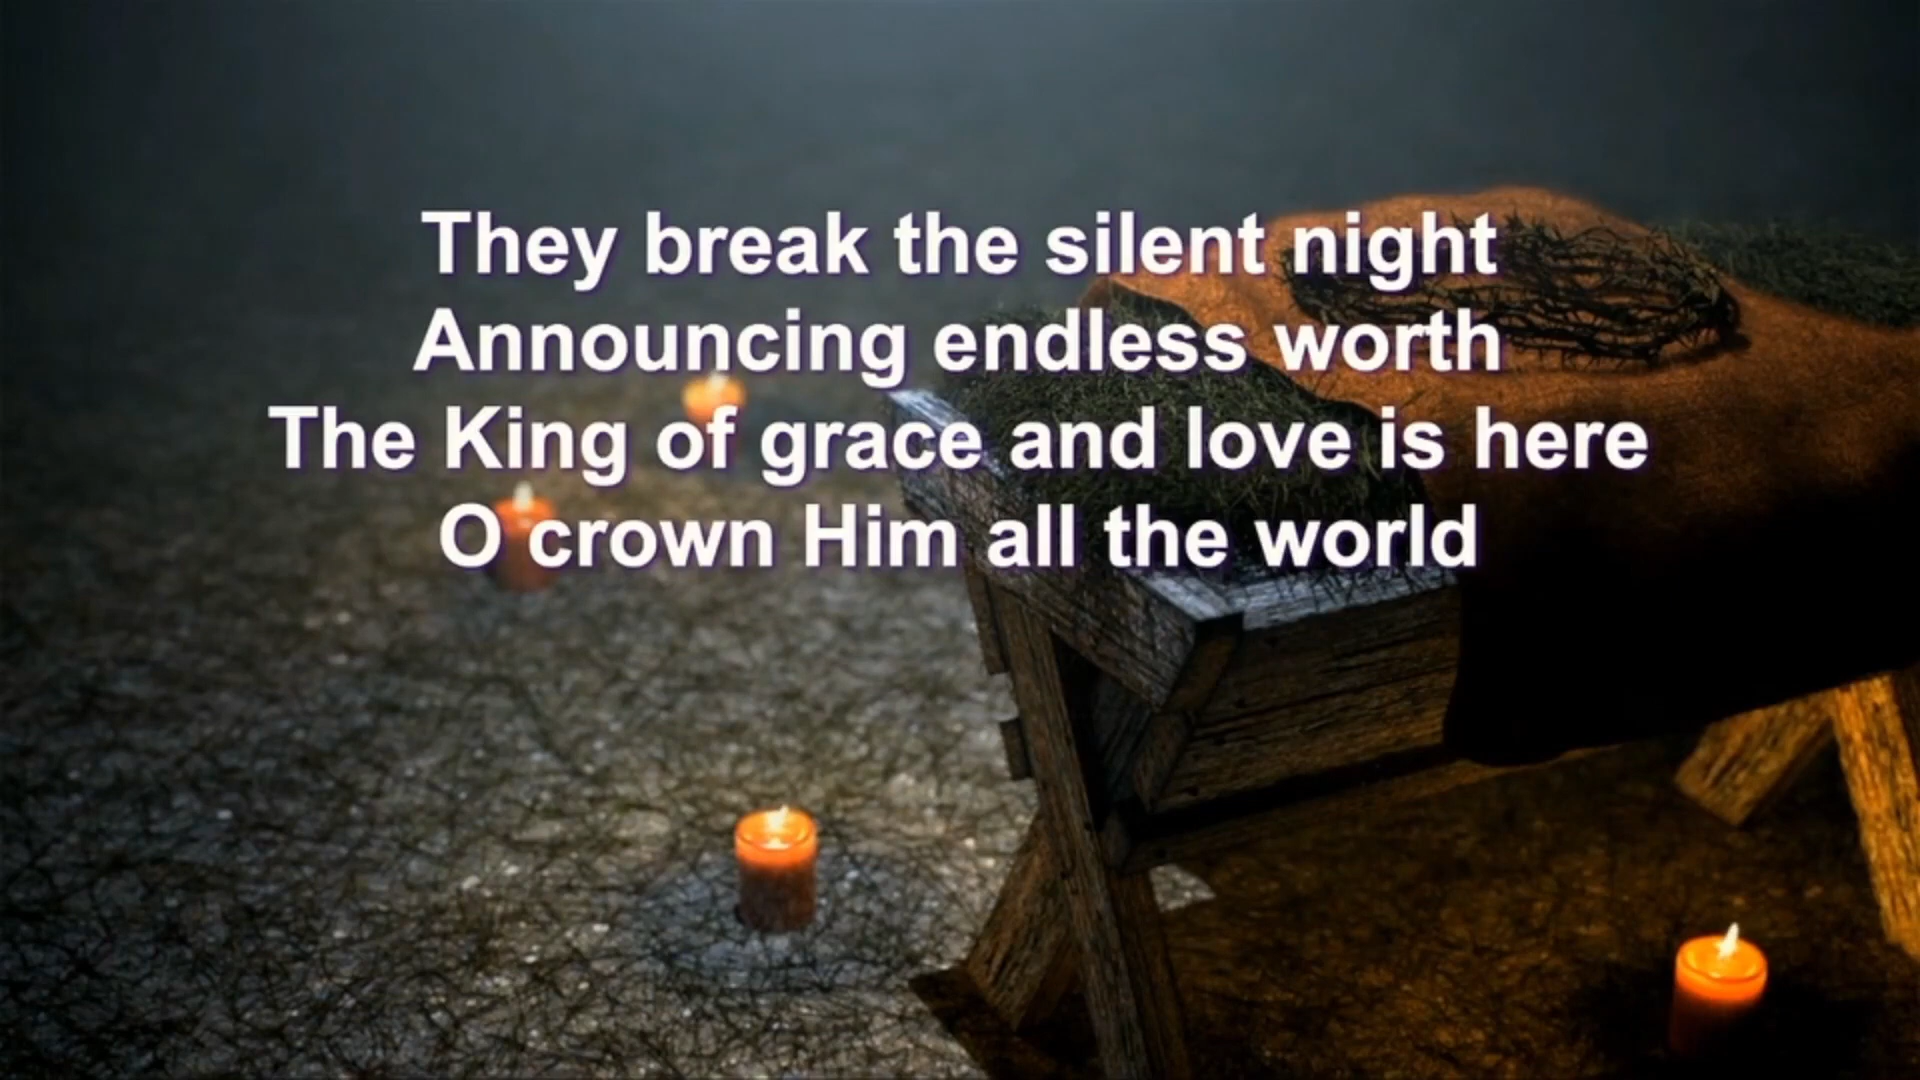 They break the silent night
Announcing endless worth
The King of grace and love is here
O crown Him all the world